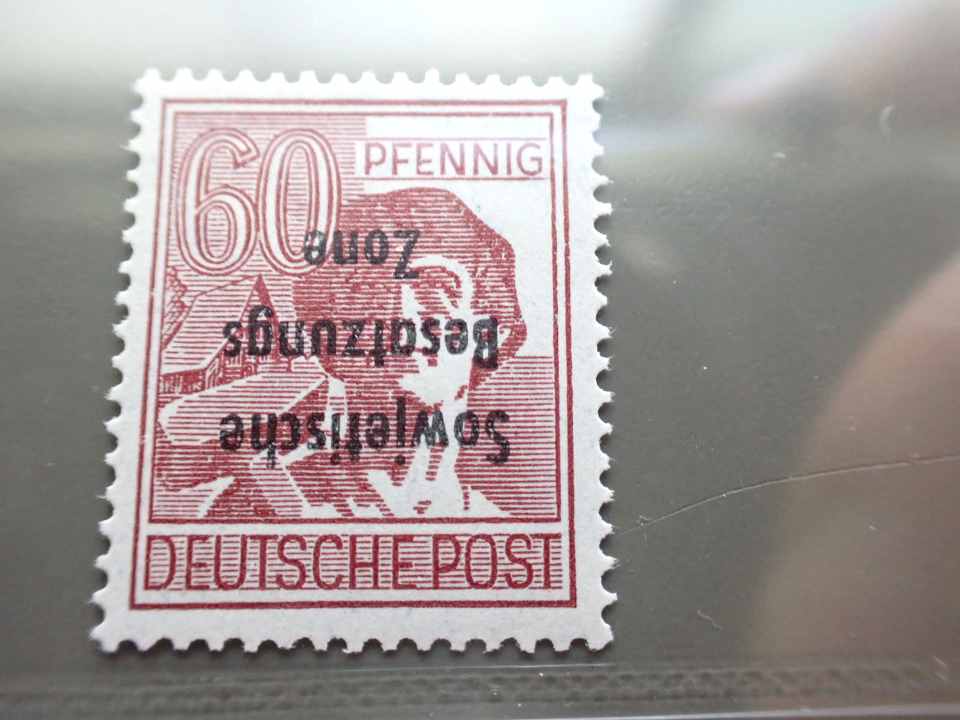 60
PFENNIG
Sowjetische
Besatzungs
Zone
DEUTSCHE POST